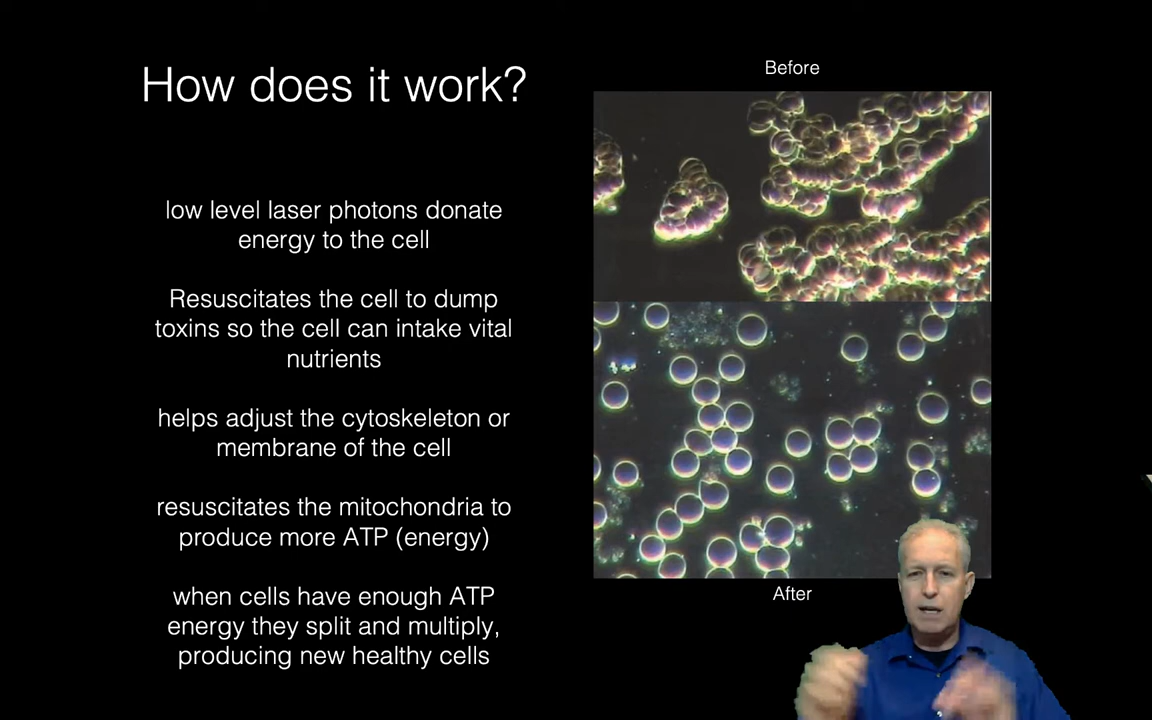 How does it work?
Before
low level laser photons donate
energy to the cell
Resuscitates the cell to dump
toxins so the cell can intake vital
nutrients
helps adjust the cytoskeleton or
membrane of the cell
resuscitates the mitochondria to
produce more ATP (energy)
when cells have enough ATP
energy they split and multiply,
producing new healthy cells
After